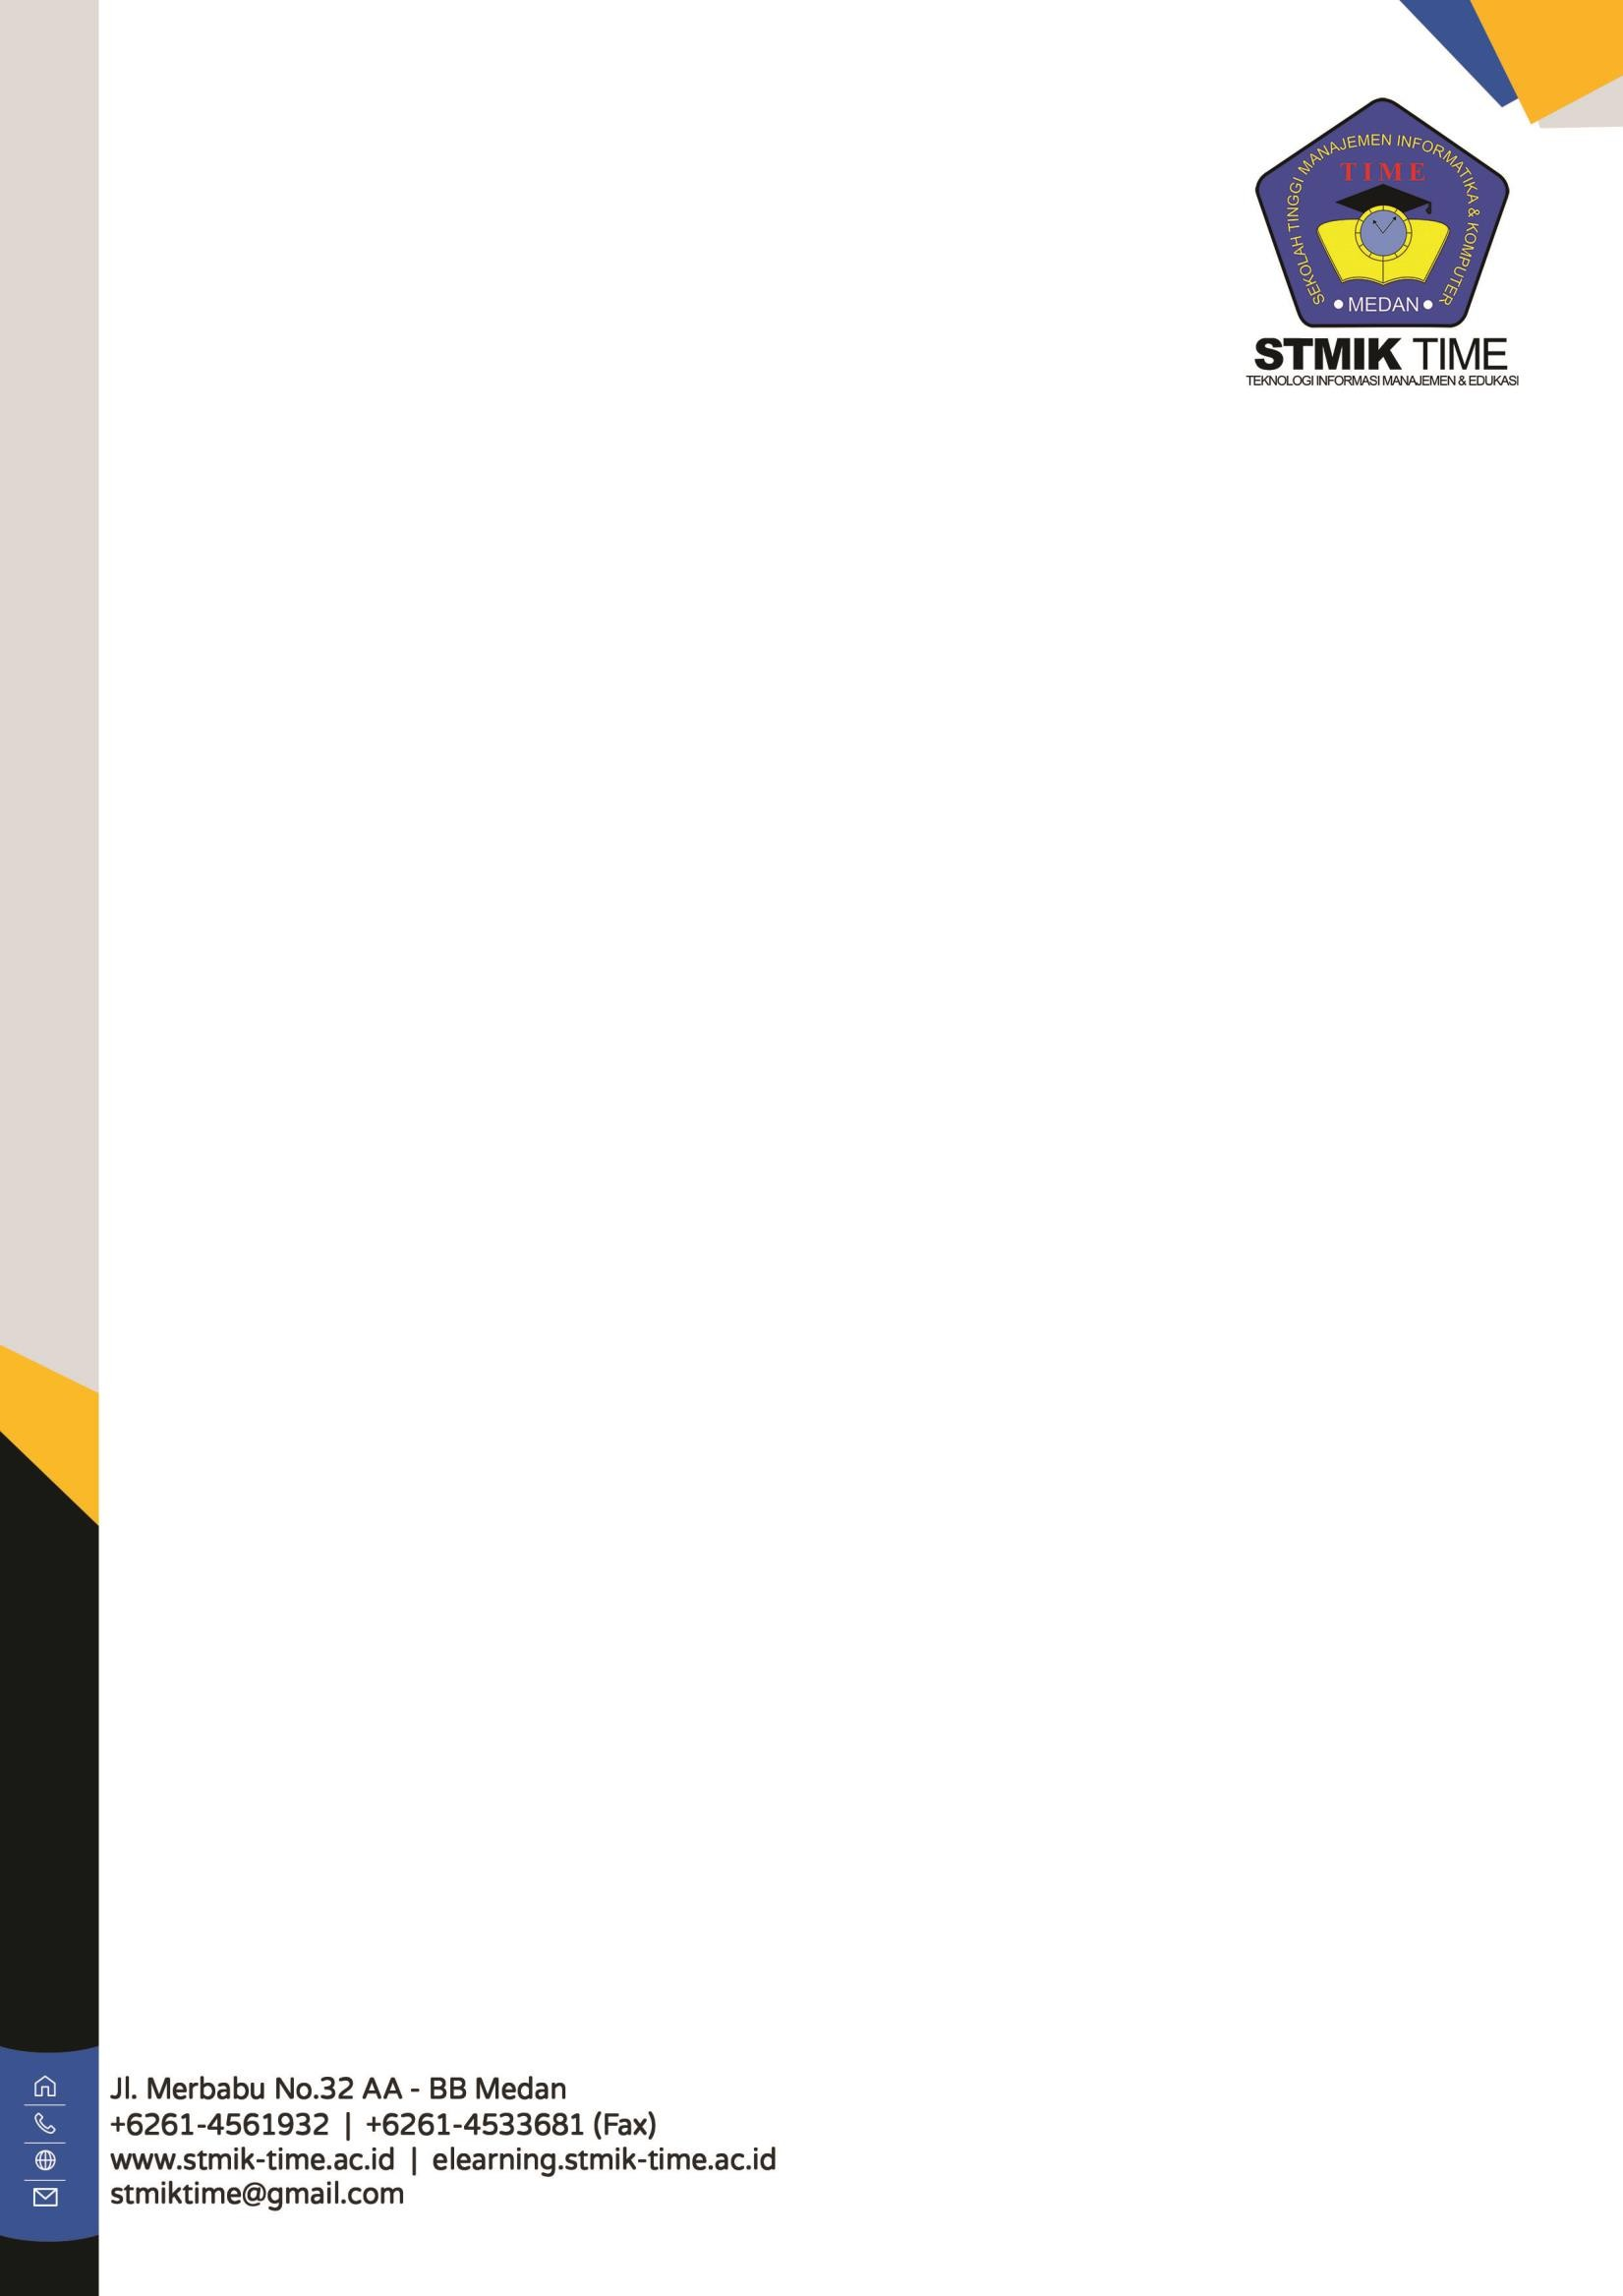 SEKOLAH TINGGI MANAJEMEN INFORMATIKA & KOMPUTER
TIME
• MEDAN •
STMIK TIME
TEKNOLOGI INFORMASI MANAJEMEN & EDUKASI
Jl. Merbabu No.32 AA - BB Medan
+6261-4561932 | +6261-4533681 (Fax)
www.stmik-time.ac.id | elearning.stmik-time.ac.id
stmiktime@gmail.com